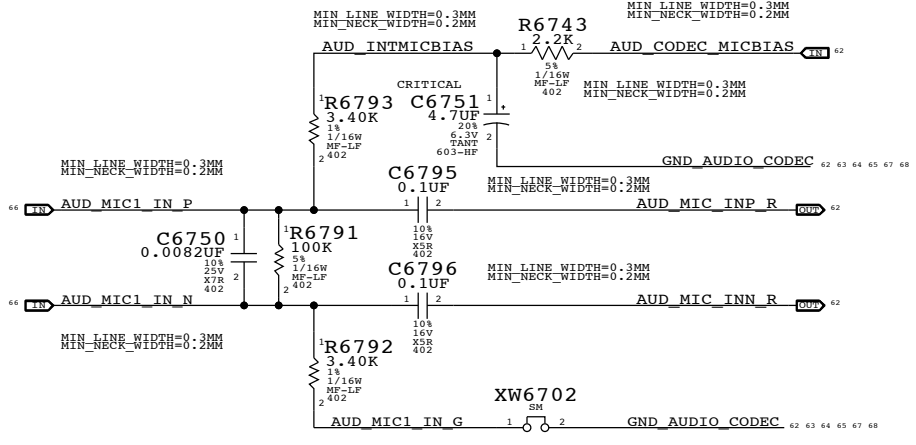 MIN_LINE_WIDTH=0.3MM
MIN_NECK_WIDTH=0.2MM
MIN_LINE_WIDTH=0.3MM
MIN_NECK_WIDTH=0.2MM
R6743
2.2K
AUD_INTMICBIAS
1
2
AUD_CODEC_MICBIAS
IN
62
5%
1/16W
MF-LF
402
MIN_LINE_WIDTH=0.3MM
MIN_NECK_WIDTH=0.2MM
CRITICAL
1
C6751
4.7UF
20%
6.3V
TANT
603-HF
+
2
1
R6793
3.40K
1%
1/16W
MF-LF
402
2
GND_AUDIO_CODEC
62 63 64 65 67 68
MIN_LINE_WIDTH=0.3MM
MIN_NECK_WIDTH=0.2MM
C6795
0.1UF
MIN_LINE_WIDTH=0.3MM
MIN_NECK_WIDTH=0.2MM
66
IN
AUD_MIC1_IN_P
1
2
AUD_MIC_INP_R
OUT
62
10%
16V
X5R
402
C6750
0.0082UF
10%
25V
X7R
402
1
2
1
R6791
100K
5%
1/16W
MF-LF
402
2
C6796
0.1UF
MIN_LINE_WIDTH=0.3MM
MIN_NECK_WIDTH=0.2MM
66
IN
AUD_MIC1_IN_N
1
2
AUD_MIC_INN_R
OUT
62
10%
16V
X5R
402
MIN_LINE_WIDTH=0.3MM
MIN_NECK_WIDTH=0.2MM
1
R6792
3.40K
1%
1/16W
MF-LF
402
2
XW6702
SM
AUD_MIC1_IN_G
1
2
GND_AUDIO_CODEC
62 63 64 65 67 68